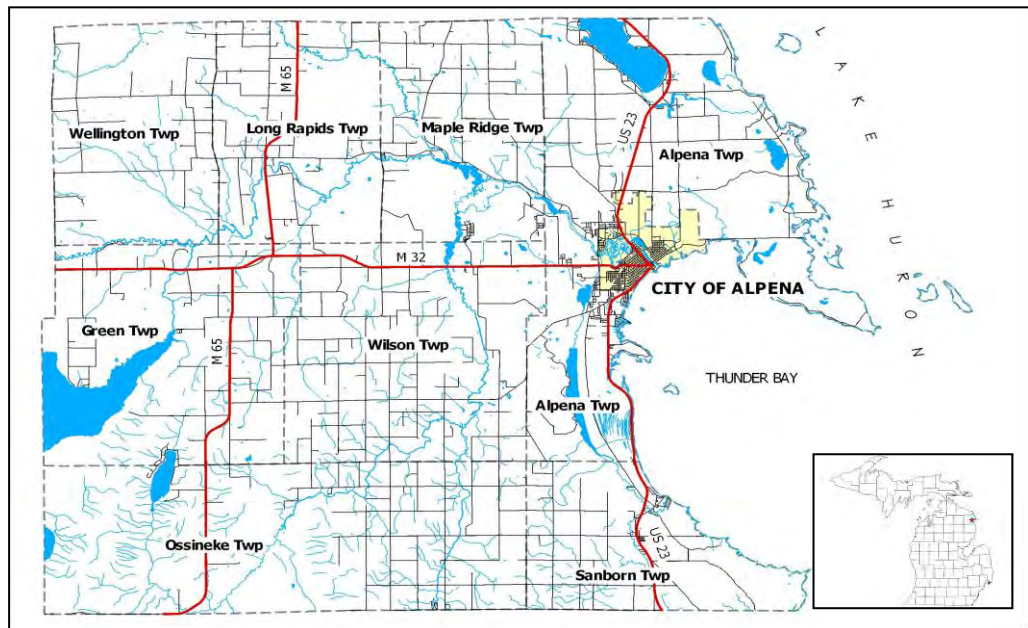 LAKE HURON
M 65
US 23
Wellington Twp
Long Rapids Twp
Maple Ridge Twp
Alpena Twp
M 32
CITY OF ALPENA
Green Twp
M 65
Wilson Twp
THUNDER BAY
Alpena Twp
Ossineke Twp
US 23
Sanborn Twp